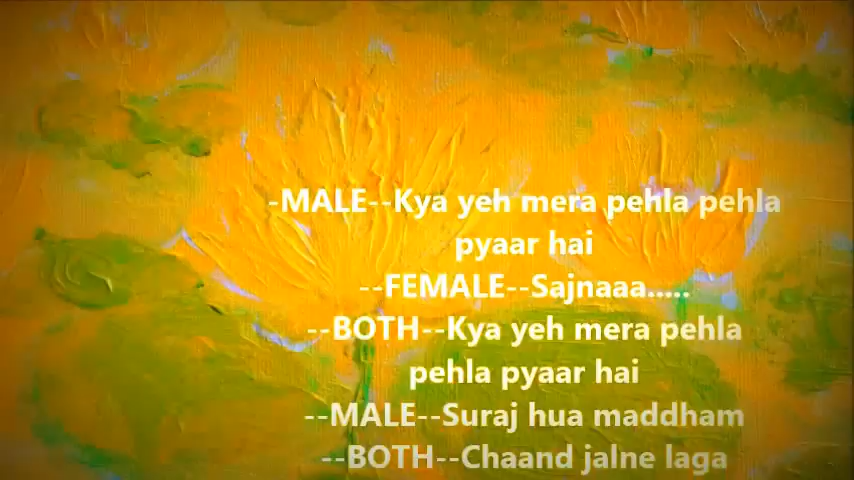 -MALE--Kya yeh mera pehla pehla
pyaar hai
--FEMALE--Sajnaaa.....
--BOTH--Kya yeh mera pehla
pehla pyaar hai
--MALE--Suraj hua maddham
--BOTH--Chaand jalne laga